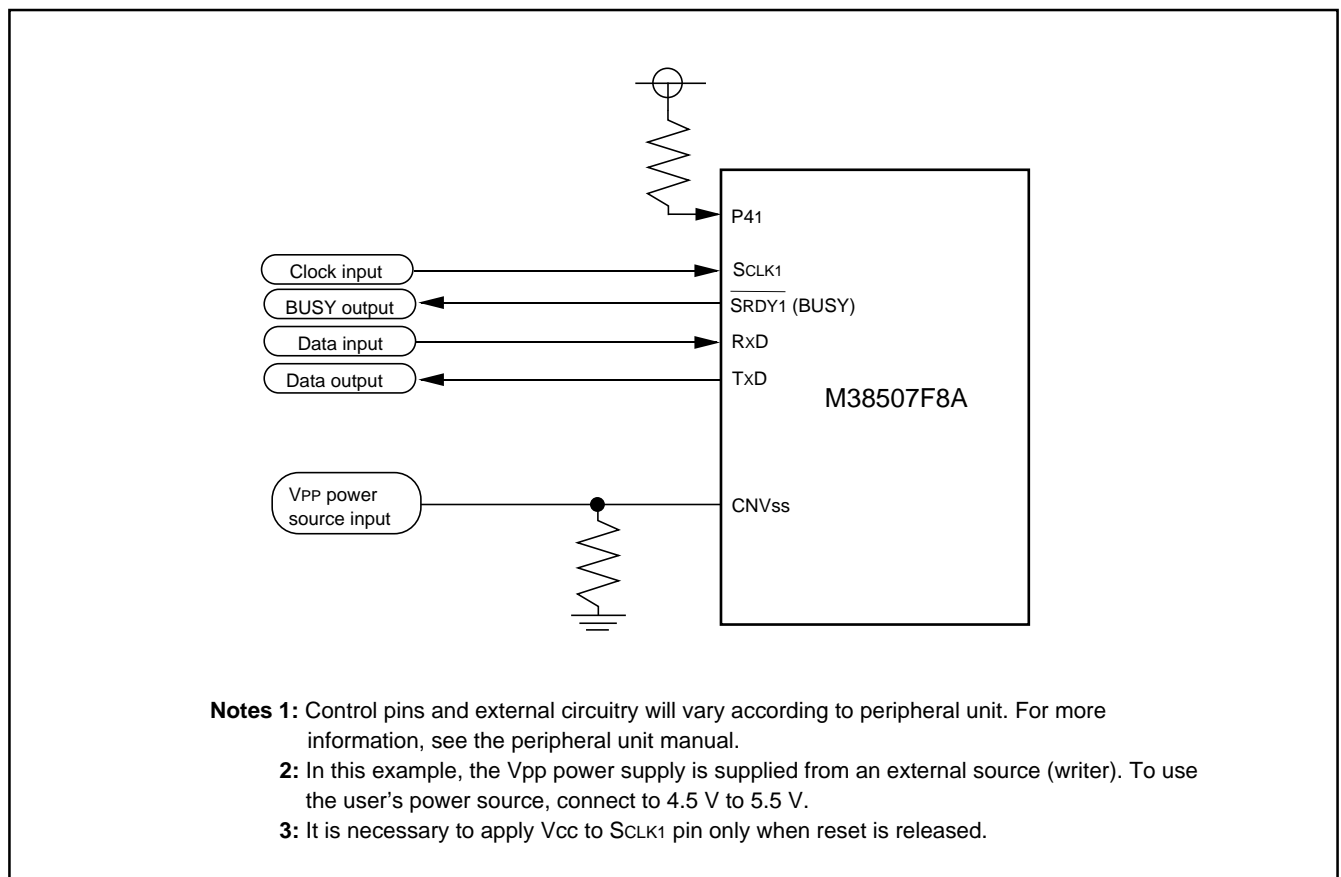 P41
Clock input
SCLK1
BUSY output
SRDY1 (BUSY)
Data input
RxD
Data output
TxD
M38507F8A
VPP power
source input
CNVss
Notes 1: Control pins and external circuitry will vary according to peripheral unit. For more
information, see the peripheral unit manual.
2: In this example, the Vpp power supply is supplied from an external source (writer). To use
the user's power source, connect to 4.5 V to 5.5 V.
3: It is necessary to apply Vcc to SCLK1 pin only when reset is released.